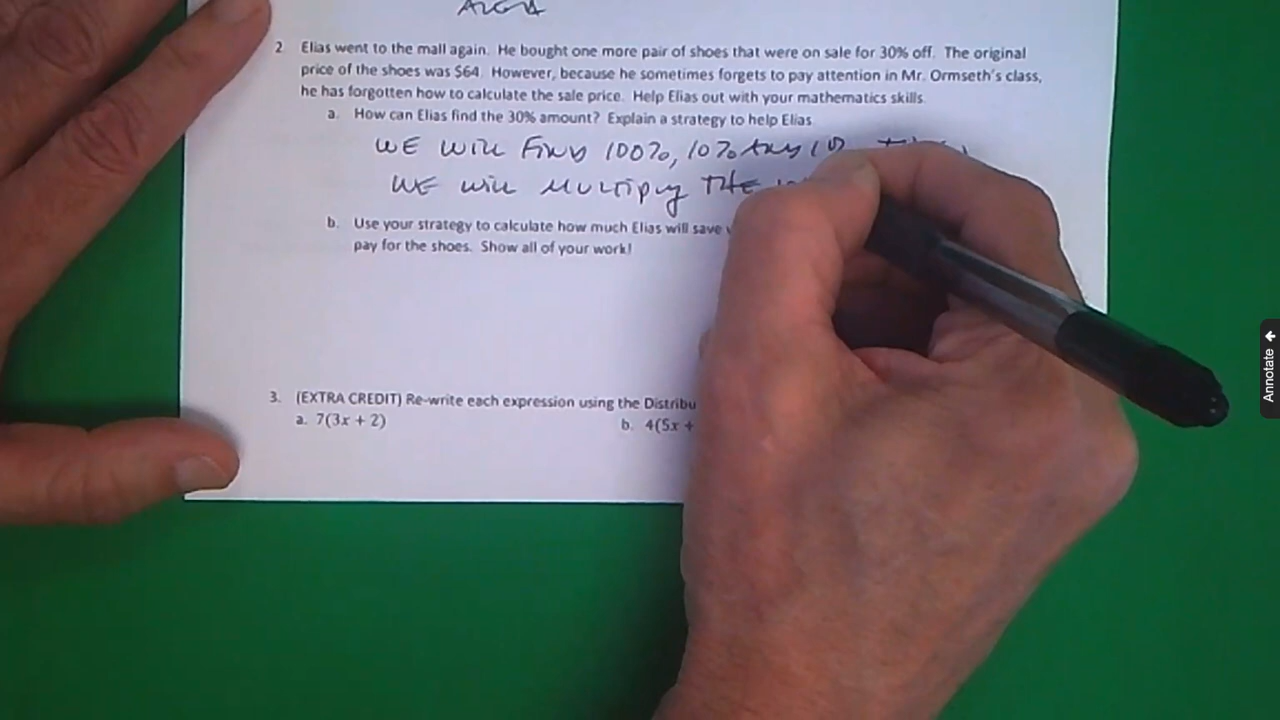 2 Elias went to the mall again. He bought one more pair of shoes that were on sale for 30% off. The original
price of the shoes was $64. However, because he sometimes forgets to pay attention in Mr. Ormseth's class,
he has forgotten how to calculate the sale price. Help Elias out with your mathematics skills.
a. How can Elias find the 30% amount? Explain a strategy to help Elias
WE WILL FIND 100%, 10% AND
WE WILL MULTIPLY THE
b. Use your strategy to calculate how much Elias will save
pay for the shoes. Show all of your work!
3. (EXTRA CREDIT) Re-write each expression using the Distribu
a. 7(3x + 2)
b. 4(5x +
Annotate